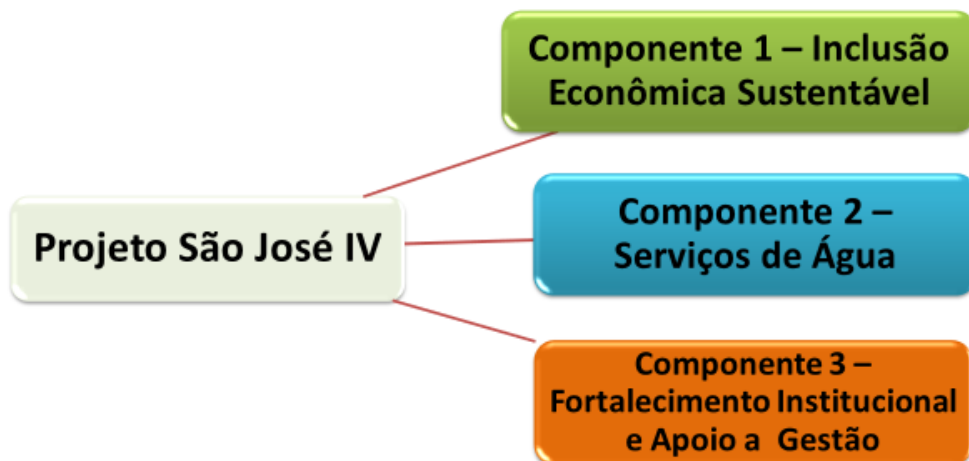 Componente 1 – Inclusão
Econômica Sustentável
Projeto São José IV
Componente 2 –
Serviços de Água
Componente 3 –
Fortalecimento Institucional
e Apoio a Gestão